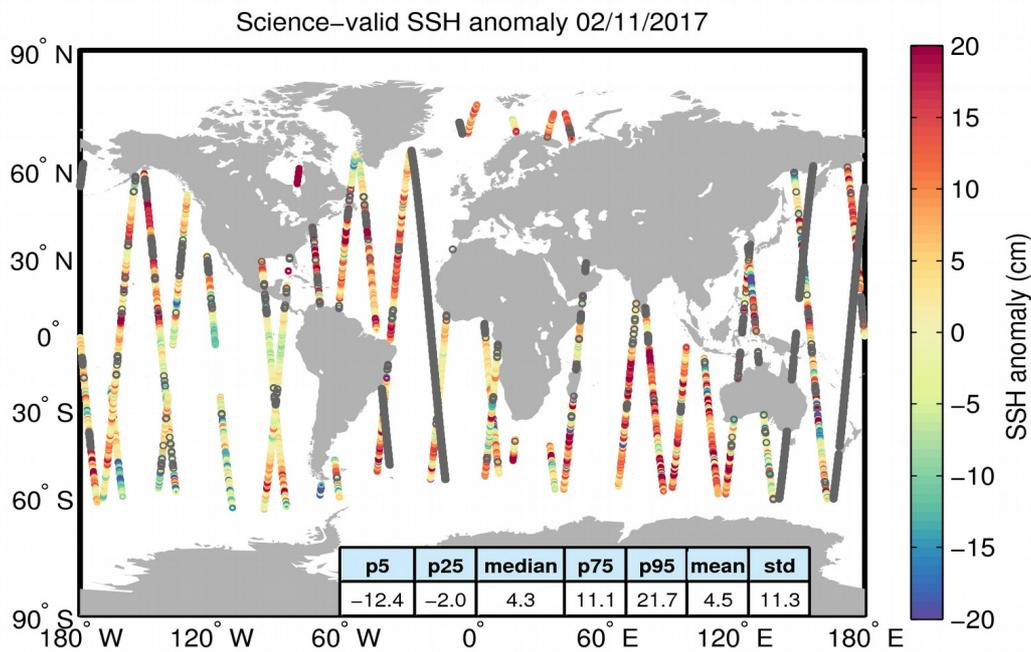 Science−valid SSH anomaly 02/11/2017
90° N
60° N
30° N
0°
30° S
60° S
90° S
180° W
120° W
60° W
0°
60° E
120° E
180° E
p5 p25 median p75 p95 mean std
−12.4 −2.0 4.3 11.1 21.7 4.5 11.3
20
15
10
5
0
−5
−10
−15
−20
SSH anomaly (cm)